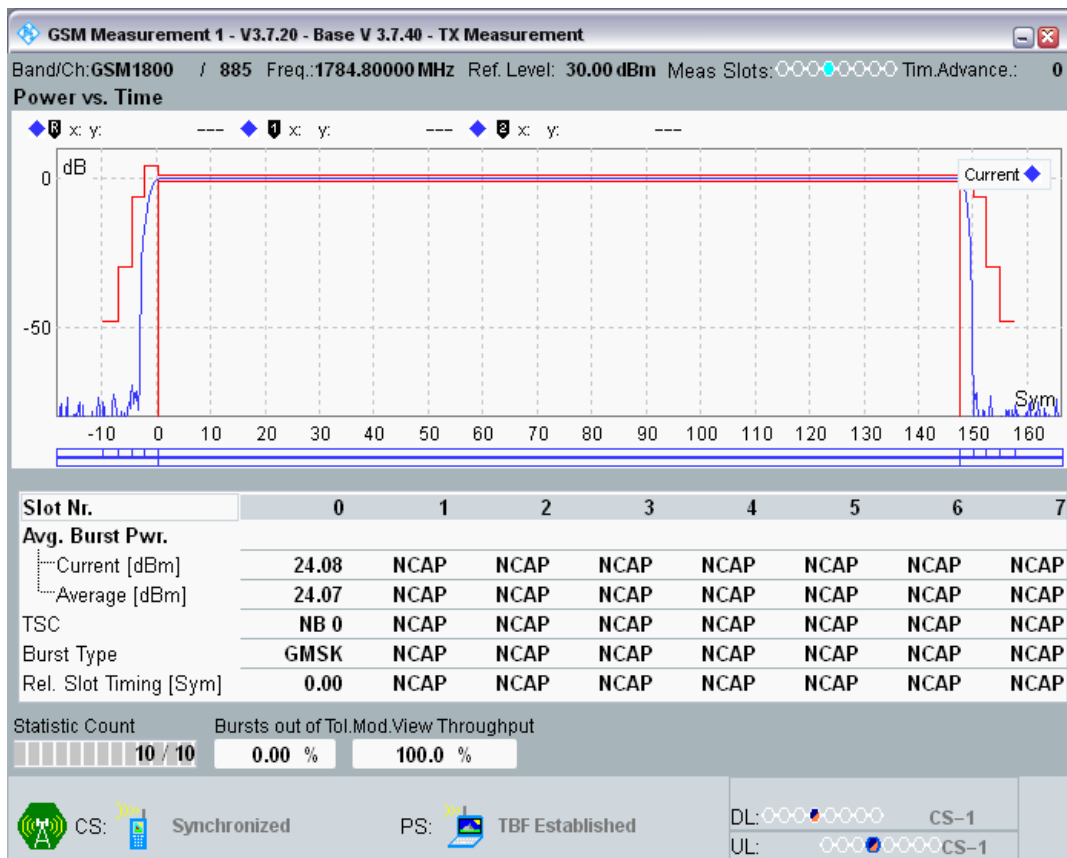 GSM Measurement 1 - V3.7.20 - Base V 3.7.40 - TX Measurement
Band/Ch:GSM1800 / 885 Freq.:1784.80000 MHz Ref. Level: 30.00 dBm Meas Slots: Tim.Advance.: 0
Power vs. Time
R x: y: --- 1 x: y: --- 2 x: y: ---
dB
Current
0
-50
Sym
-10 0 10 20 30 40 50 60 70 80 90 100 110 120 130 140 150 160
Slot Nr. 0 1 2 3 4 5 6 7
Avg. Burst Pwr.
Current [dBm] 24.08 NCAP NCAP NCAP NCAP NCAP NCAP NCAP
Average [dBm] 24.07 NCAP NCAP NCAP NCAP NCAP NCAP NCAP
TSC NB 0 NCAP NCAP NCAP NCAP NCAP NCAP NCAP
Burst Type GMSK NCAP NCAP NCAP NCAP NCAP NCAP NCAP
Rel. Slot Timing [Sym] 0.00 NCAP NCAP NCAP NCAP NCAP NCAP NCAP
Statistic Count Bursts out of Tol.Mod.View Throughput
10 / 10 0.00 % 100.0 %
CS: Synchronized PS: TBF Established
DL: CS-1
UL: CS-1